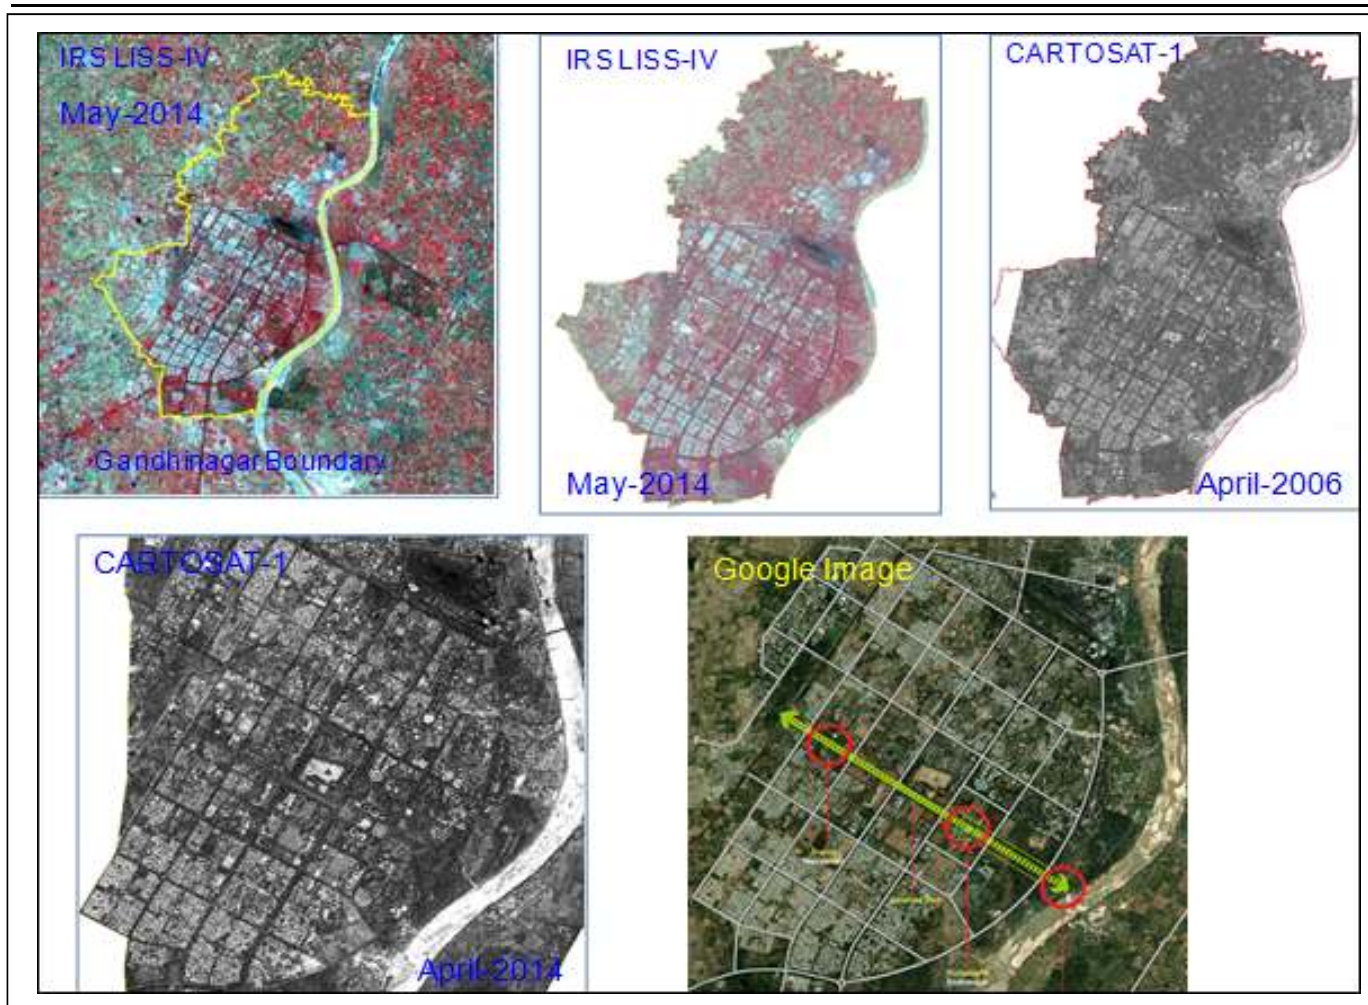 IRS LISS-IV
May-2014
Gandhinagar Boundary
IRS LISS-IV
May-2014
CARTOSAT-1
April-2006
CARTOSAT-1
April-2014
Google Image